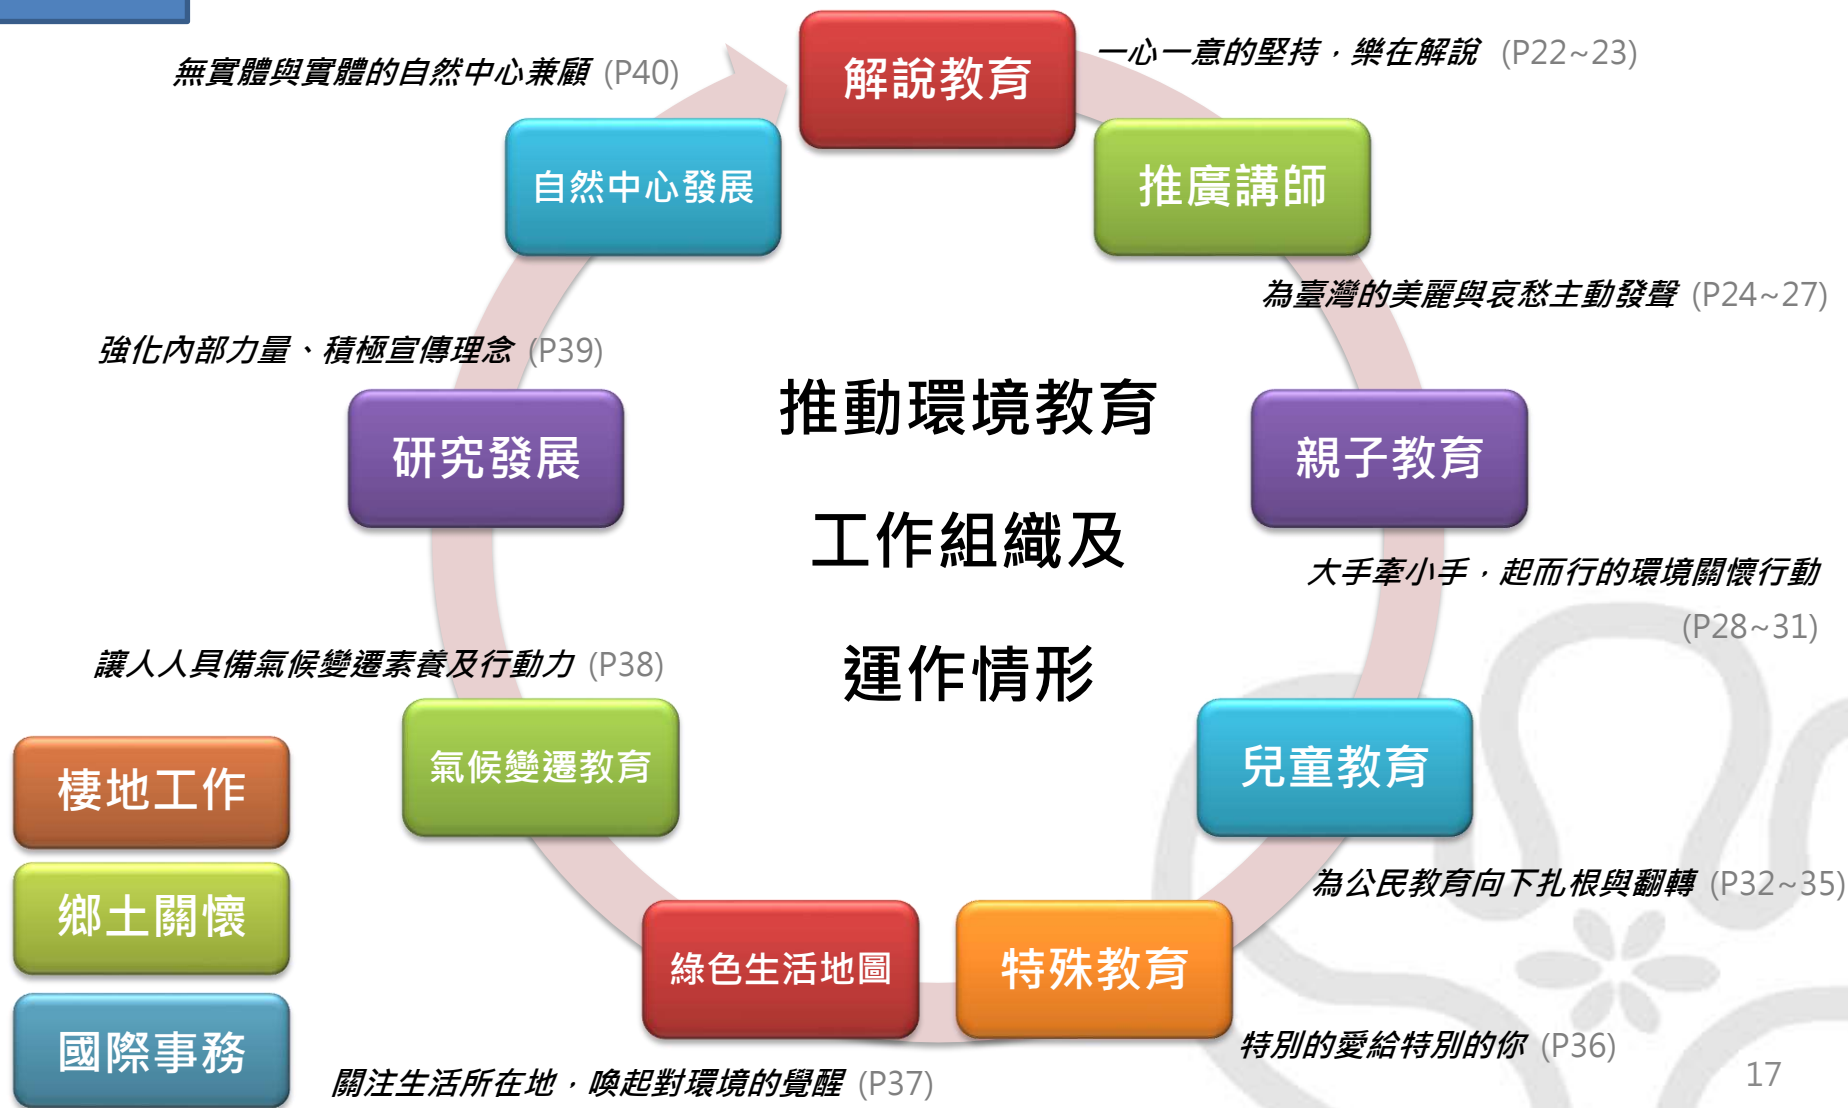 解說教育
一心一意的堅持，樂在解說 (P22~23)
推廣講師
為臺灣的美麗與哀愁主動發聲 (P24~27)
親子教育
大手牽小手，起而行的環境關懷行動
(P28~31)
兒童教育
為公民教育向下扎根與翻轉 (P32~35)
特殊教育
特別的愛給特別的你 (P36)
綠色生活地圖
關注生活所在地，喚起對環境的覺醒 (P37)
氣候變遷教育
讓人人具備氣候變遷素養及行動力 (P38)
研究發展
強化內部力量、積極宣傳理念 (P39)
自然中心發展
無實體與實體的自然中心兼顧 (P40)
推動環境教育
工作組織及
運作情形
棲地工作
鄉土關懷
國際事務
17